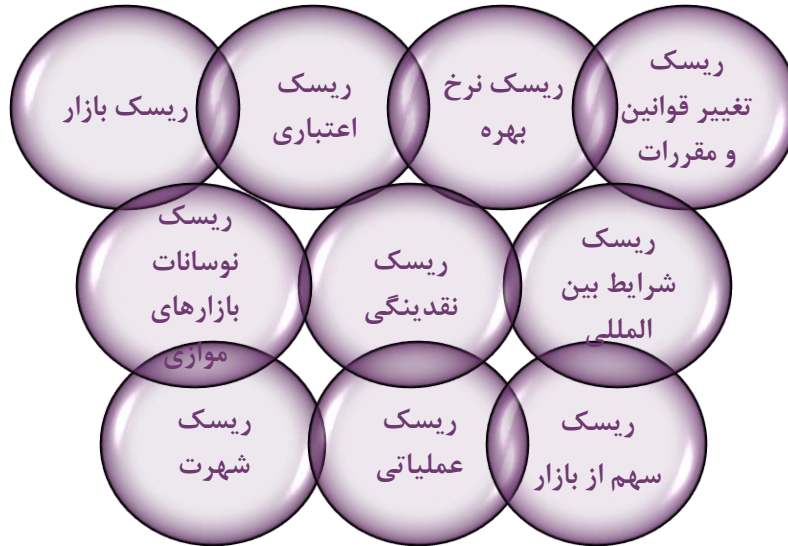 ریسک
تغییر قوانین
و مقررات
ریسک نرخ
بهره
ریسک
اعتباری
ریسک بازار
ریسک
شرایط بین
المللی
ریسک
نقدینگی
ریسک
نوسانات
بازارهای
موازی
ریسک
سهم از بازار
ریسک
عملیاتی
ریسک
شهرت